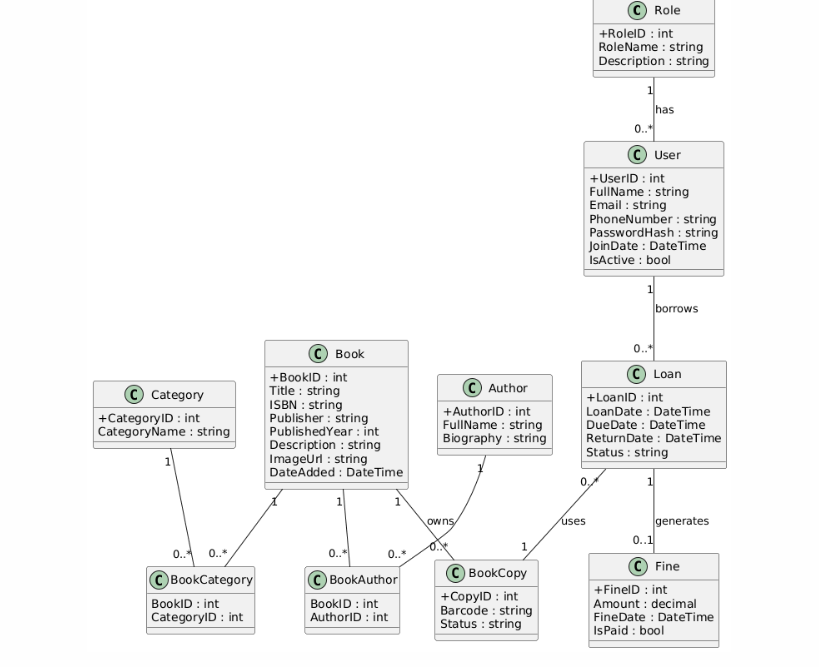 C Role
+RoleID : int
RoleName : string
Description : string
1
has
0..*
C User
+UserID : int
FullName : string
Email : string
PhoneNumber : string
PasswordHash : string
JoinDate : DateTime
IsActive : bool
1
borrows
0..*
C Book
+BookID : int
Title : string
ISBN : string
Publisher : string
PublishedYear : int
Description : string
ImageUrl : string
DateAdded : DateTime
C Category
+CategoryID : int
CategoryName : string
C Author
+AuthorID : int
FullName : string
Biography : string
C Loan
+LoanID : int
LoanDate : DateTime
DueDate : DateTime
ReturnDate : DateTime
Status : string
1
1
1
1
1
0..*
1
owns
uses
generates
0..*
0..*
0..*
0..*
0..*
1
0..1
C BookCategory
BookID : int
CategoryID : int
C BookAuthor
BookID : int
AuthorID : int
C BookCopy
+CopyID : int
Barcode : string
Status : string
C Fine
+FineID : int
Amount : decimal
FineDate : DateTime
IsPaid : bool